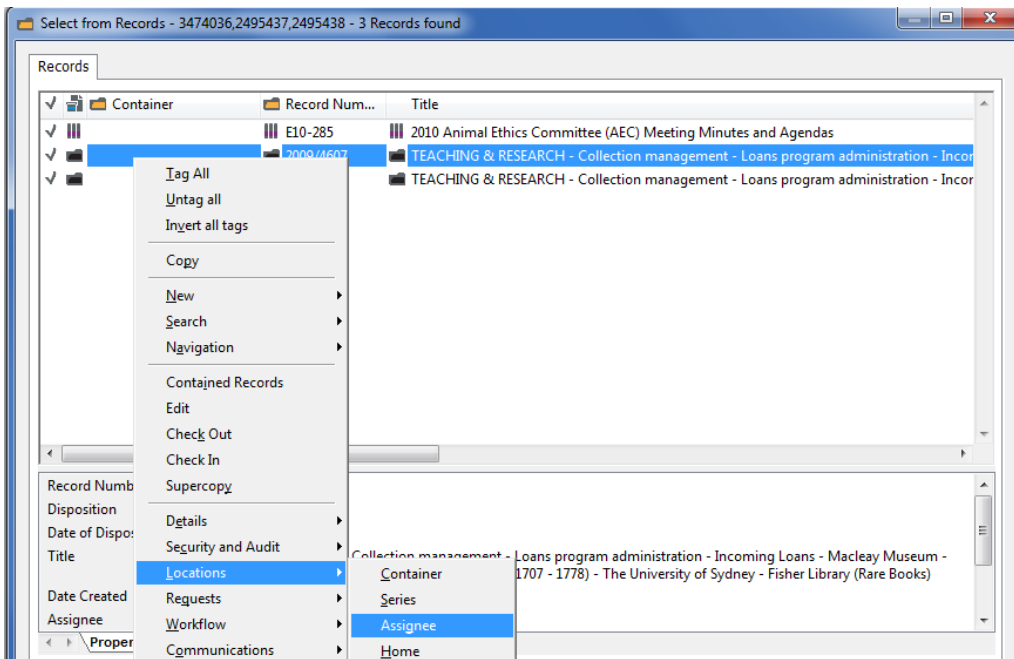 Select from Records - 3474036,2495437,2495438 - 3 Records found
Records
Container Record Num... Title
E10-285 2010 Animal Ethics Committee (AEC) Meeting Minutes and Agendas
2009/4607 TEACHING & RESEARCH - Collection management - Loans program administration - Incor
TEACHING & RESEARCH - Collection management - Loans program administration - Incor
Tag All
Untag all
Invert all tags
Copy
New
Search
Navigation
Contained Records
Edit
Check Out
Check In
Supercopy
Details
Security and Audit
Locations
Requests
Workflow
Communications
Container
Series
Assignee
Home
Record Numb
Disposition
Date of Dispos
Title Collection management - Loans program administration - Incoming Loans - Macleay Museum -
1707 - 1778) - The University of Sydney - Fisher Library (Rare Books)
Date Created
Assignee
Proper